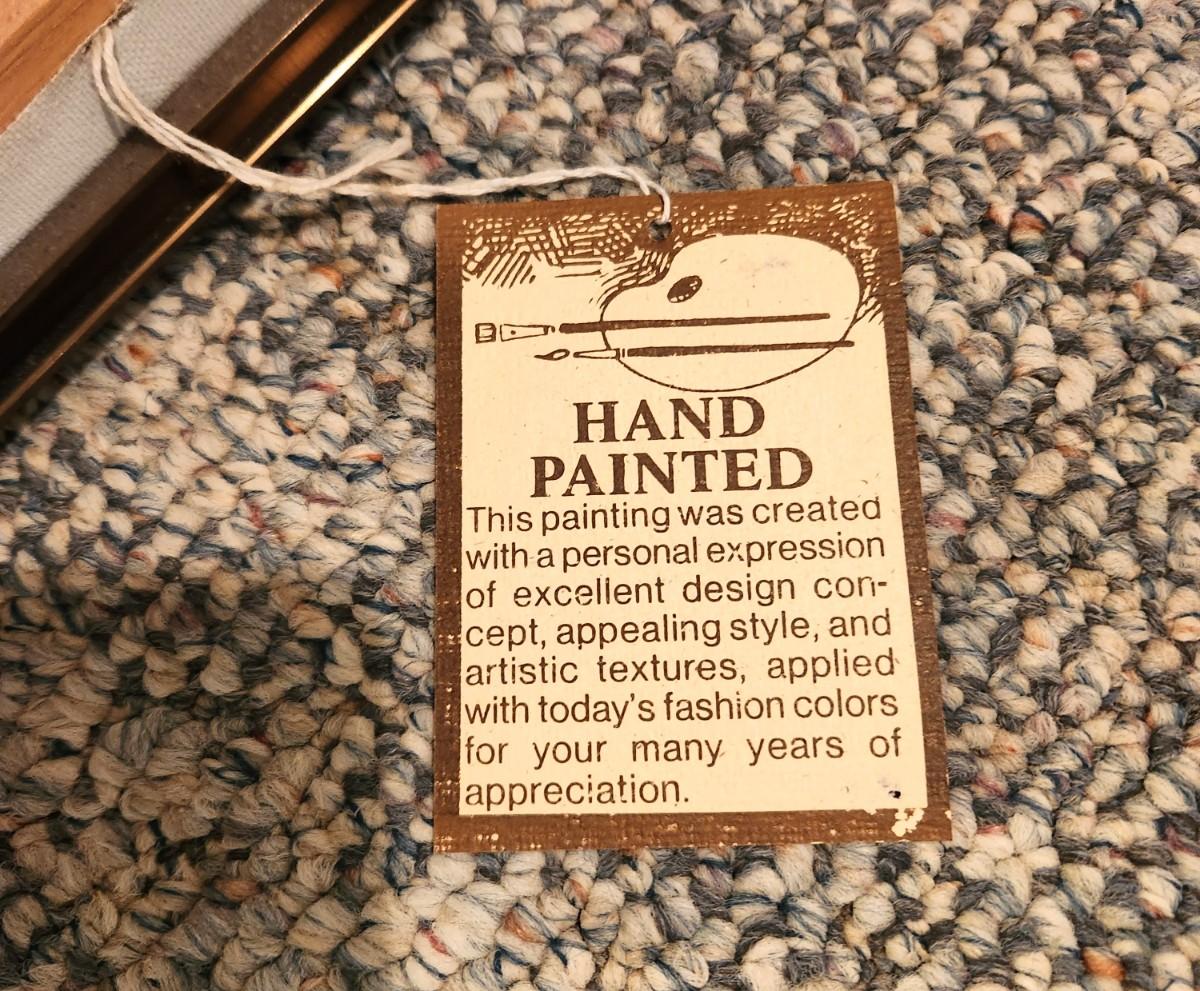 HAND
PAINTED
This painting was created
with a personal expression
of excellent design con-
cept, appealing style, and
artistic textures, applied
with today's fashion colors
for your many years of
appreciation.